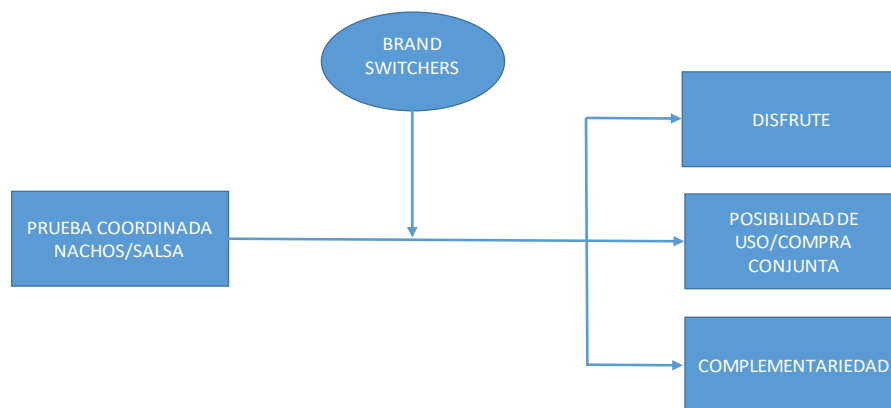 BRAND
SWITCHERS
DISFRUTE
PRUEBA COORDINADA
NACHOS/SALSA
POSIBILIDAD DE
USO/COMPRA
CONJUNTA
COMPLEMENTARIEDAD